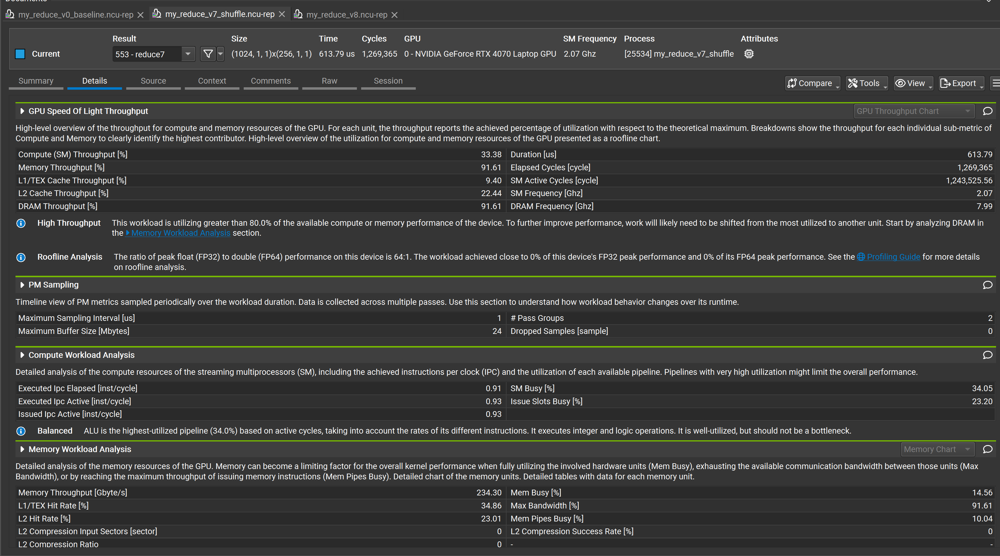 Documents
my_reduce_v0_baseline.ncu-rep my_reduce_v7_shuffle.ncu-rep my_reduce_v8.ncu-rep
Result Size Time Cycles GPU SM Frequency Process Attributes
Current 553 - reduce7 (1024, 1, 1)x(256, 1, 1) 613.79 us 1,269,365 0 - NVIDIA GeForce RTX 4070 Laptop GPU 2.07 Ghz [25534] my_reduce_v7_shuffle
Summary Details Source Context Comments Raw Session Compare Tools View Export
GPU Speed Of Light Throughput GPU Throughput Chart
High-level overview of the throughput for compute and memory resources of the GPU. For each unit, the throughput reports the achieved percentage of utilization with respect to the theoretical maximum. Breakdowns show the throughput for each individual sub-metric of
Compute and Memory to clearly identify the highest contributor. High-level overview of the utilization for compute and memory resources of the GPU presented as a roofline chart.
Compute (SM) Throughput [%] 33.38 Duration [us] 613.79
Memory Throughput [%] 91.61 Elapsed Cycles [cycle] 1,269,365
L1/TEX Cache Throughput [%] 9.40 SM Active Cycles [cycle] 1,243,525.56
L2 Cache Throughput [%] 22.44 SM Frequency [Ghz] 2.07
DRAM Throughput [%] 91.61 DRAM Frequency [Ghz] 7.99
High Throughput This workload is utilizing greater than 80.0% of the available compute or memory performance of the device. To further improve performance, work will likely need to be shifted from the most utilized to another unit. Start by analyzing DRAM in
the Memory Workload Analysis section.
Roofline Analysis The ratio of peak float (FP32) to double (FP64) performance on this device is 64:1. The workload achieved close to 0% of this device's FP32 peak performance and 0% of its FP64 peak performance. See the Profiling Guide for more details
on roofline analysis.
PM Sampling
Timeline view of PM metrics sampled periodically over the workload duration. Data is collected across multiple passes. Use this section to understand how workload behavior changes over its runtime.
Maximum Sampling Interval [us] 1 # Pass Groups 2
Maximum Buffer Size [Mbytes] 24 Dropped Samples [sample] 0
Compute Workload Analysis
Detailed analysis of the compute resources of the streaming multiprocessors (SM), including the achieved instructions per clock (IPC) and the utilization of each available pipeline. Pipelines with very high utilization might limit the overall performance.
Executed Ipc Elapsed [inst/cycle] 0.91 SM Busy [%] 34.05
Executed Ipc Active [inst/cycle] 0.93 Issue Slots Busy [%] 23.20
Issued Ipc Active [inst/cycle] 0.93
Balanced ALU is the highest-utilized pipeline (34.0%) based on active cycles, taking into account the rates of its different instructions. It executes integer and logic operations. It is well-utilized, but should not be a bottleneck.
Memory Workload Analysis Memory Chart
Detailed analysis of the memory resources of the GPU. Memory can become a limiting factor for the overall kernel performance when fully utilizing the involved hardware units (Mem Busy), exhausting the available communication bandwidth between those units (Max
Bandwidth), or by reaching the maximum throughput of issuing memory instructions (Mem Pipes Busy). Detailed chart of the memory units. Detailed tables with data for each memory unit.
Memory Throughput [Gbyte/s] 234.30 Mem Busy [%] 14.56
L1/TEX Hit Rate [%] 34.86 Max Bandwidth [%] 91.61
L2 Hit Rate [%] 23.01 Mem Pipes Busy [%] 10.04
L2 Compression Input Sectors [sector] 0 L2 Compression Success Rate [%] 0
L2 Compression Ratio 0 - -